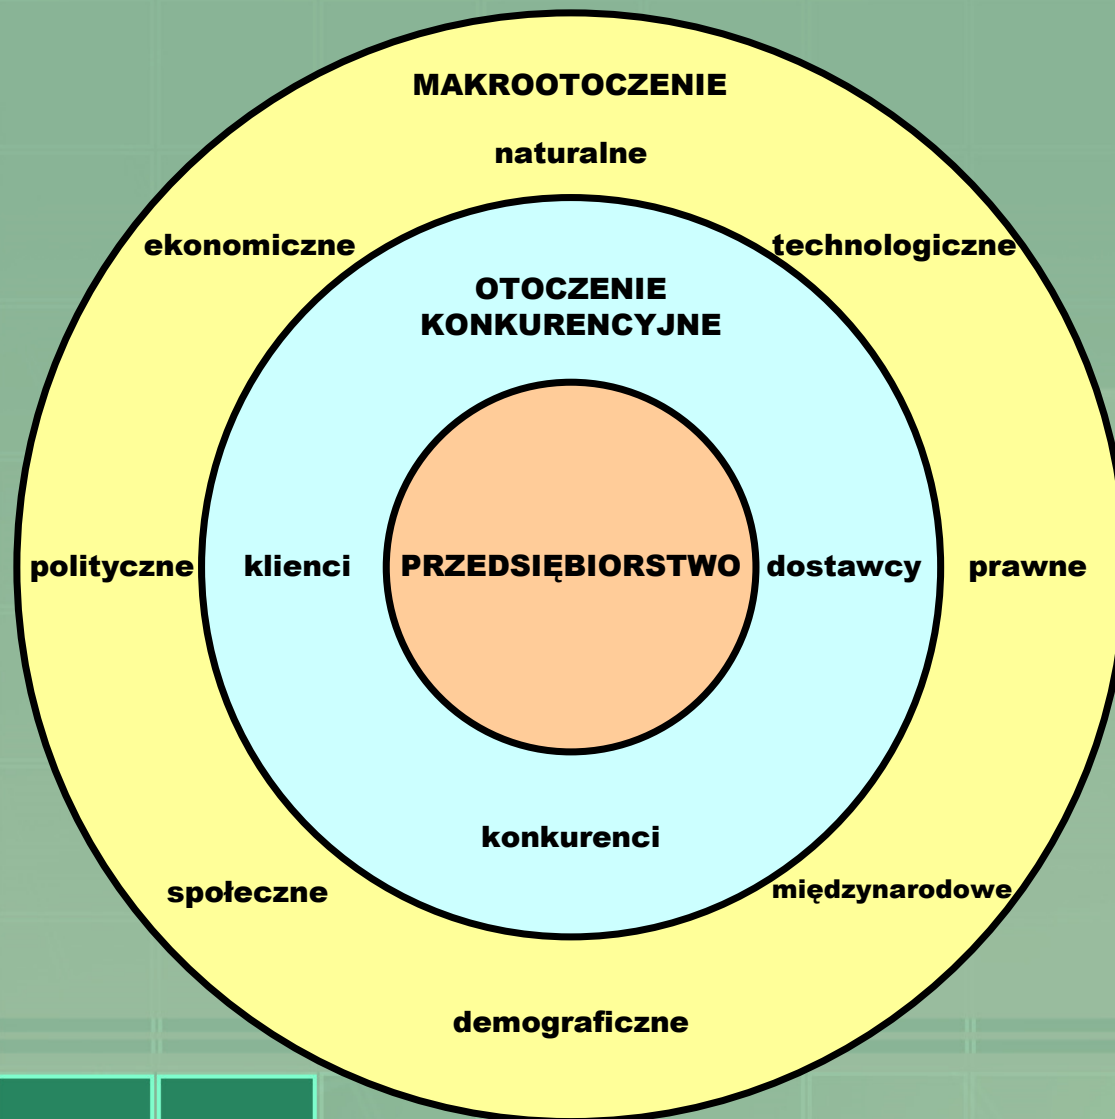 MAKROOTOCZENIE
naturalne
ekonomiczne
technologiczne
OTOCZENIE
KONKURENCYJNE
polityczne
klienci
PRZEDSIĘBIORSTWO
dostawcy
prawne
konkurenci
społeczne
międzynarodowe
demograficzne